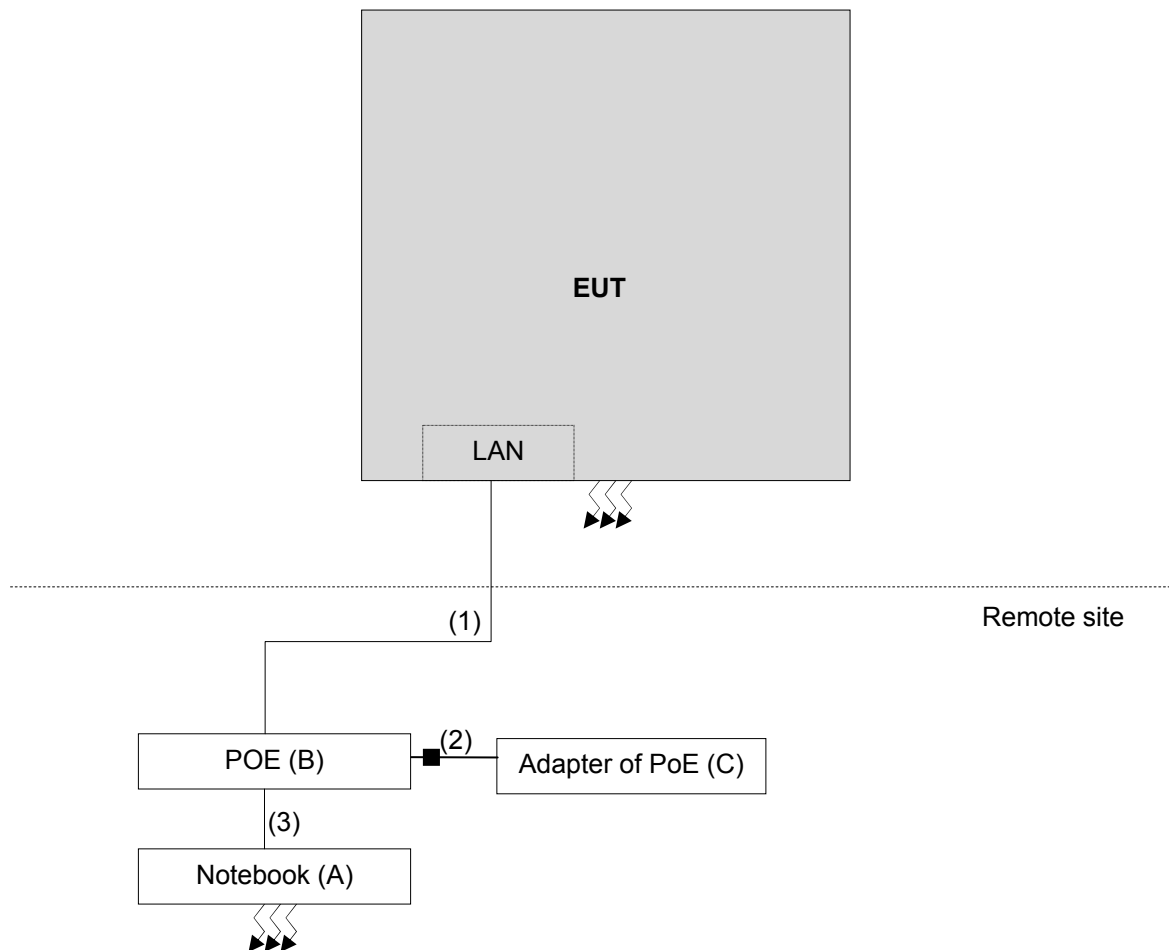 EUT
LAN
(1)
Remote site
(2)
POE (B)
Adapter of PoE (C)
(3)
Notebook (A)